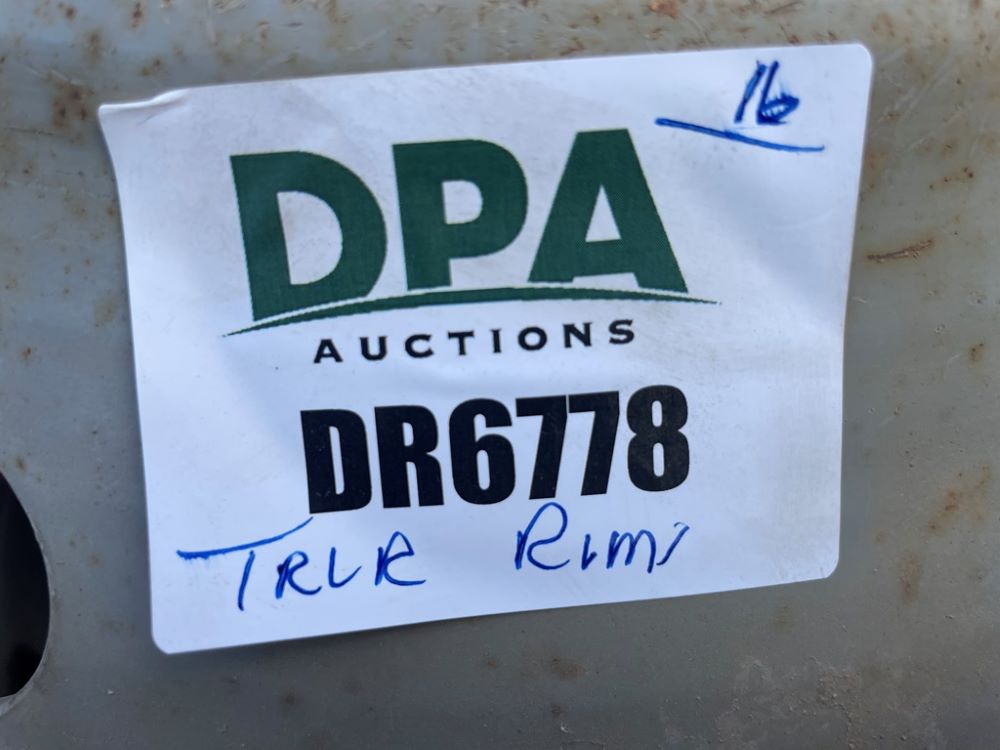 16
DPA
AUCTIONS
DR6778
TRLR RIMS